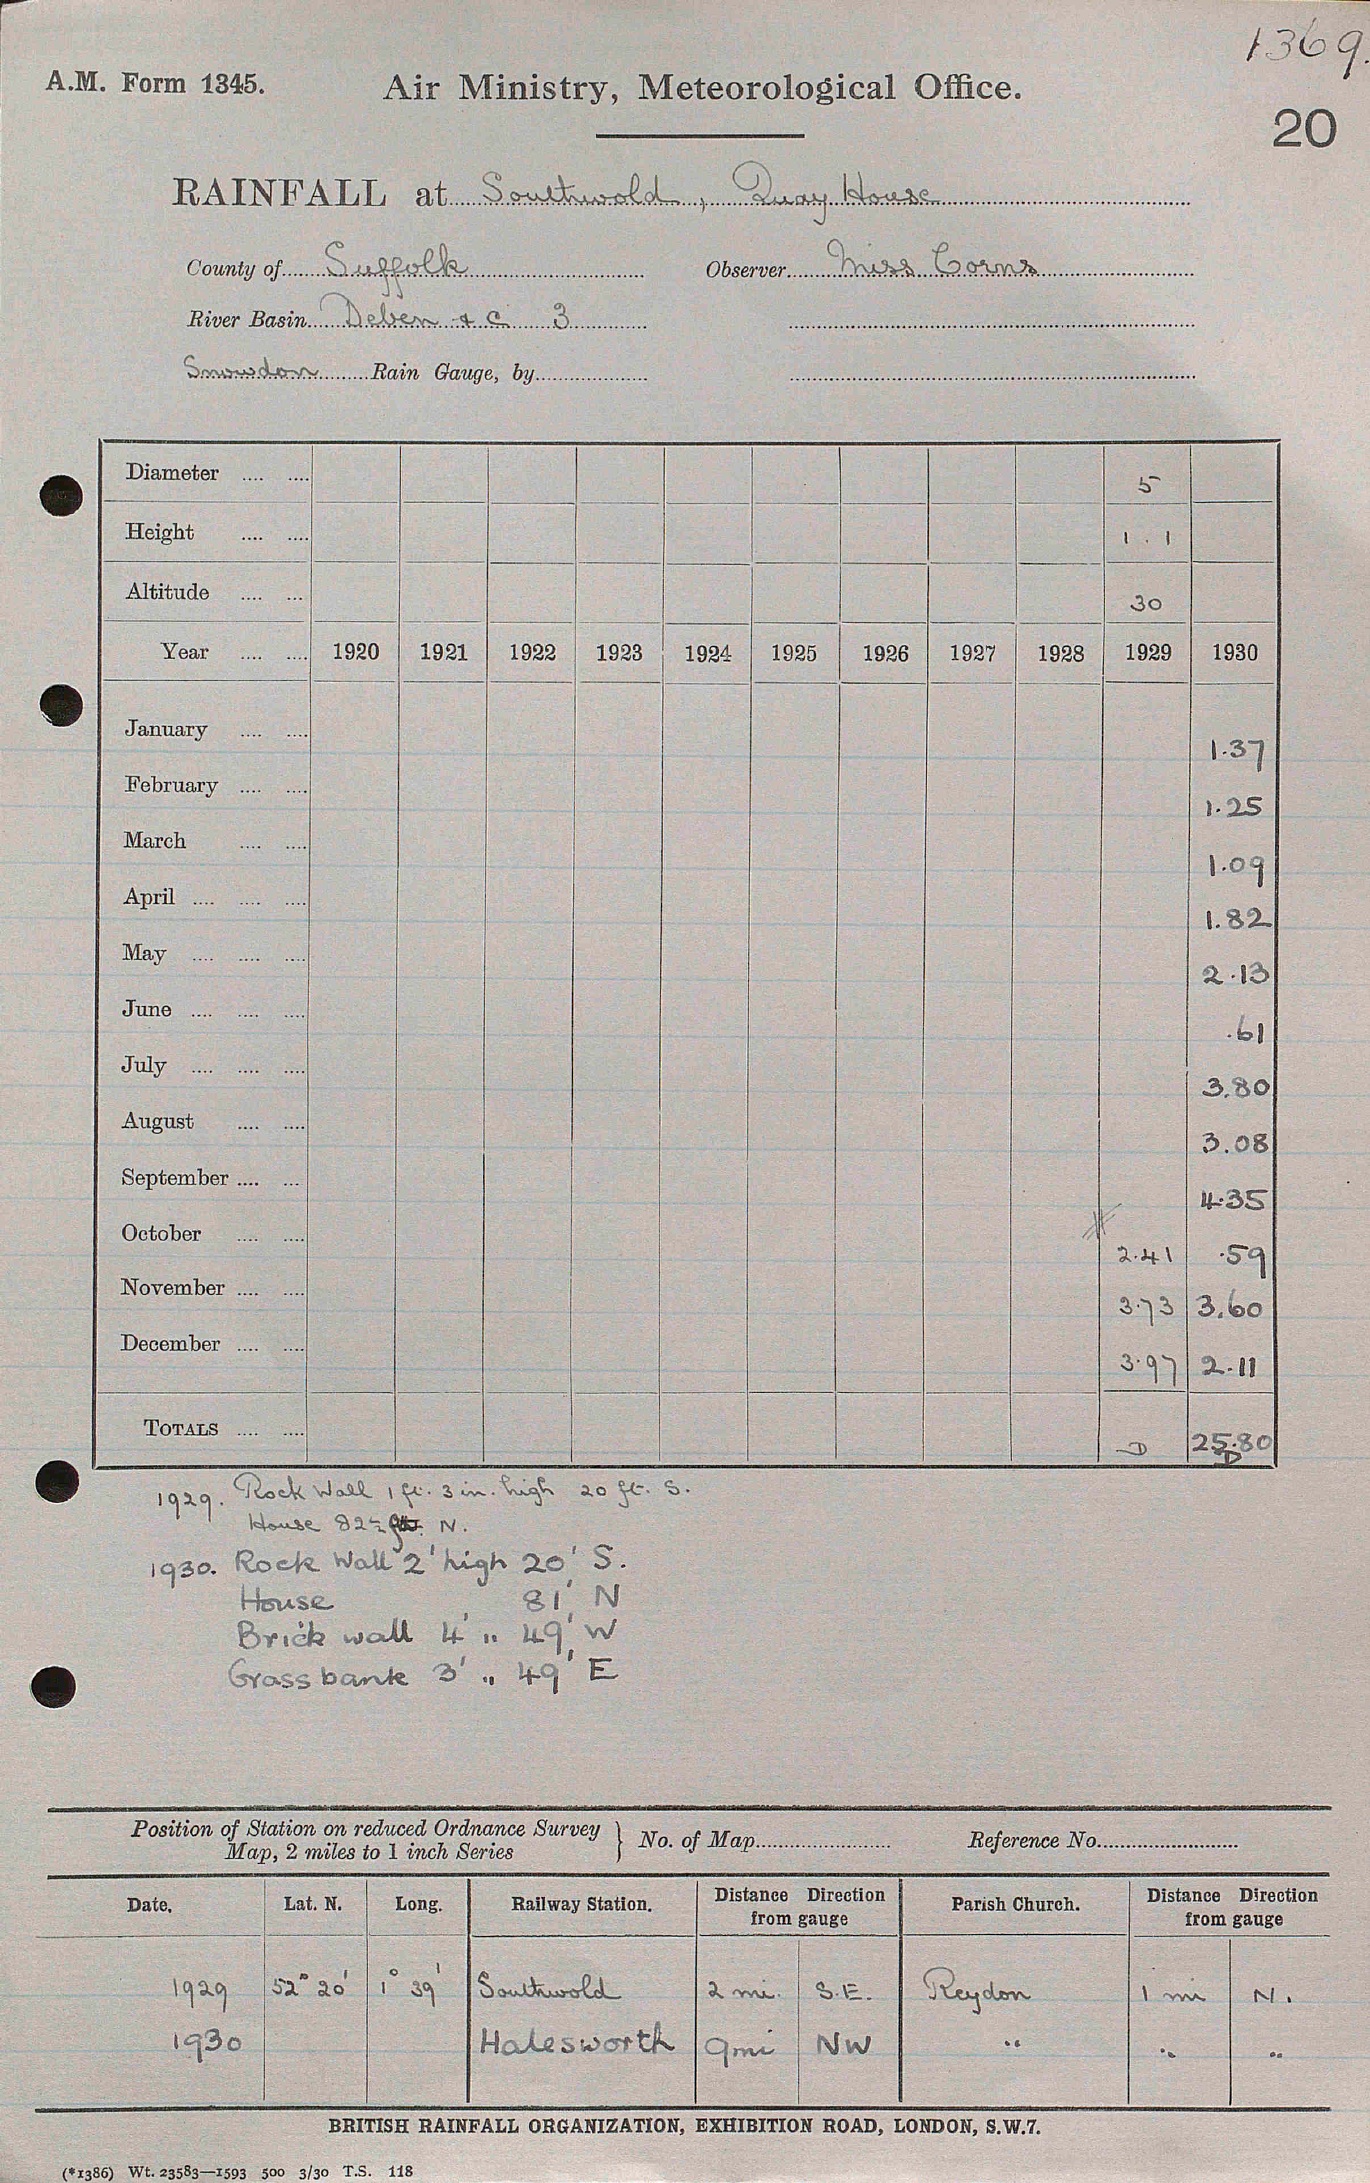 1369.
A.M. Form 1345. Air Ministry, Meteorological Office.
20
RAINFALL at Southwold, Quay House
County of Suffolk Observer Miss Corns
River Basin Deben & c 3
Snowdon Rain Gauge, by
Diameter 5
Height 1 . 1
Altitude 30
Year 1920 1921 1922 1923 1924 1925 1926 1927 1928 1929 1930
January 1.37
February 1.25
March 1.09
April 1.82
May 2.13
June .61
July 3.80
August 3.08
September 4.35
October 2.41 .59
November 3.73 3.60
December 3.97 2.11
TOTALS D 25.80
D
1929. Rock Wall 1 ft. 3 in. high 20 ft. S.
House 82½ ft. N.
1930. Rock Wall 2' high 20' S.
House 81' N
Brick wall 4' " 49' W
Grass bank 3' " 49' E
Position of Station on reduced Ordnance Survey
Map, 2 miles to 1 inch Series } No. of Map Reference No.
Date. Lat. N. Long. Railway Station. Distance Direction from gauge Parish Church. Distance Direction from gauge
1929 52° 20' 1° 39' Southwold 2 mi. S.E. Reydon 1 mi N.
1930 Halesworth 9mi NW " " "
BRITISH RAINFALL ORGANIZATION, EXHIBITION ROAD, LONDON, S.W.7.
(*1386) Wt. 23583—1593 500 3/30 T.S. 118